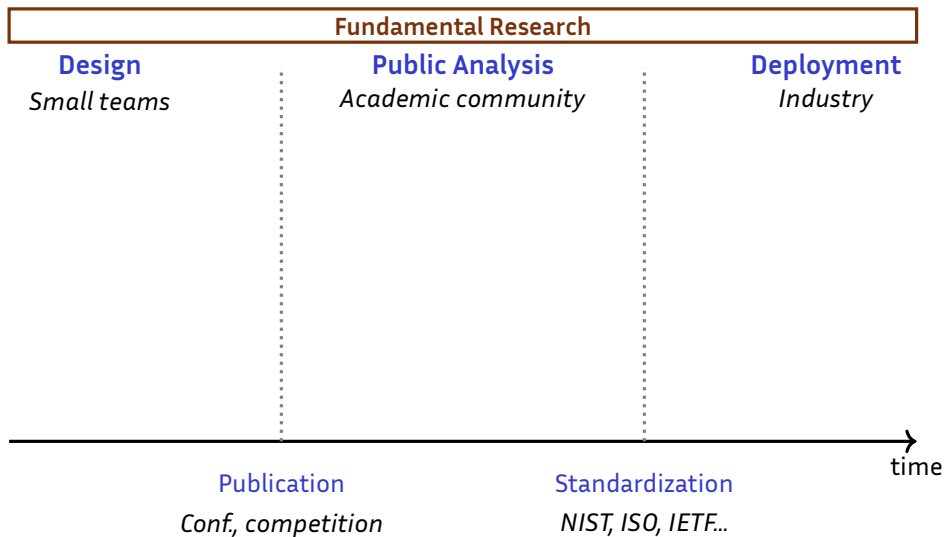 Fundamental Research
Design
Small teams
Public Analysis
Academic community
Deployment
Industry
time
Publication
Conf., competition
Standardization
NIST, ISO, IETF...